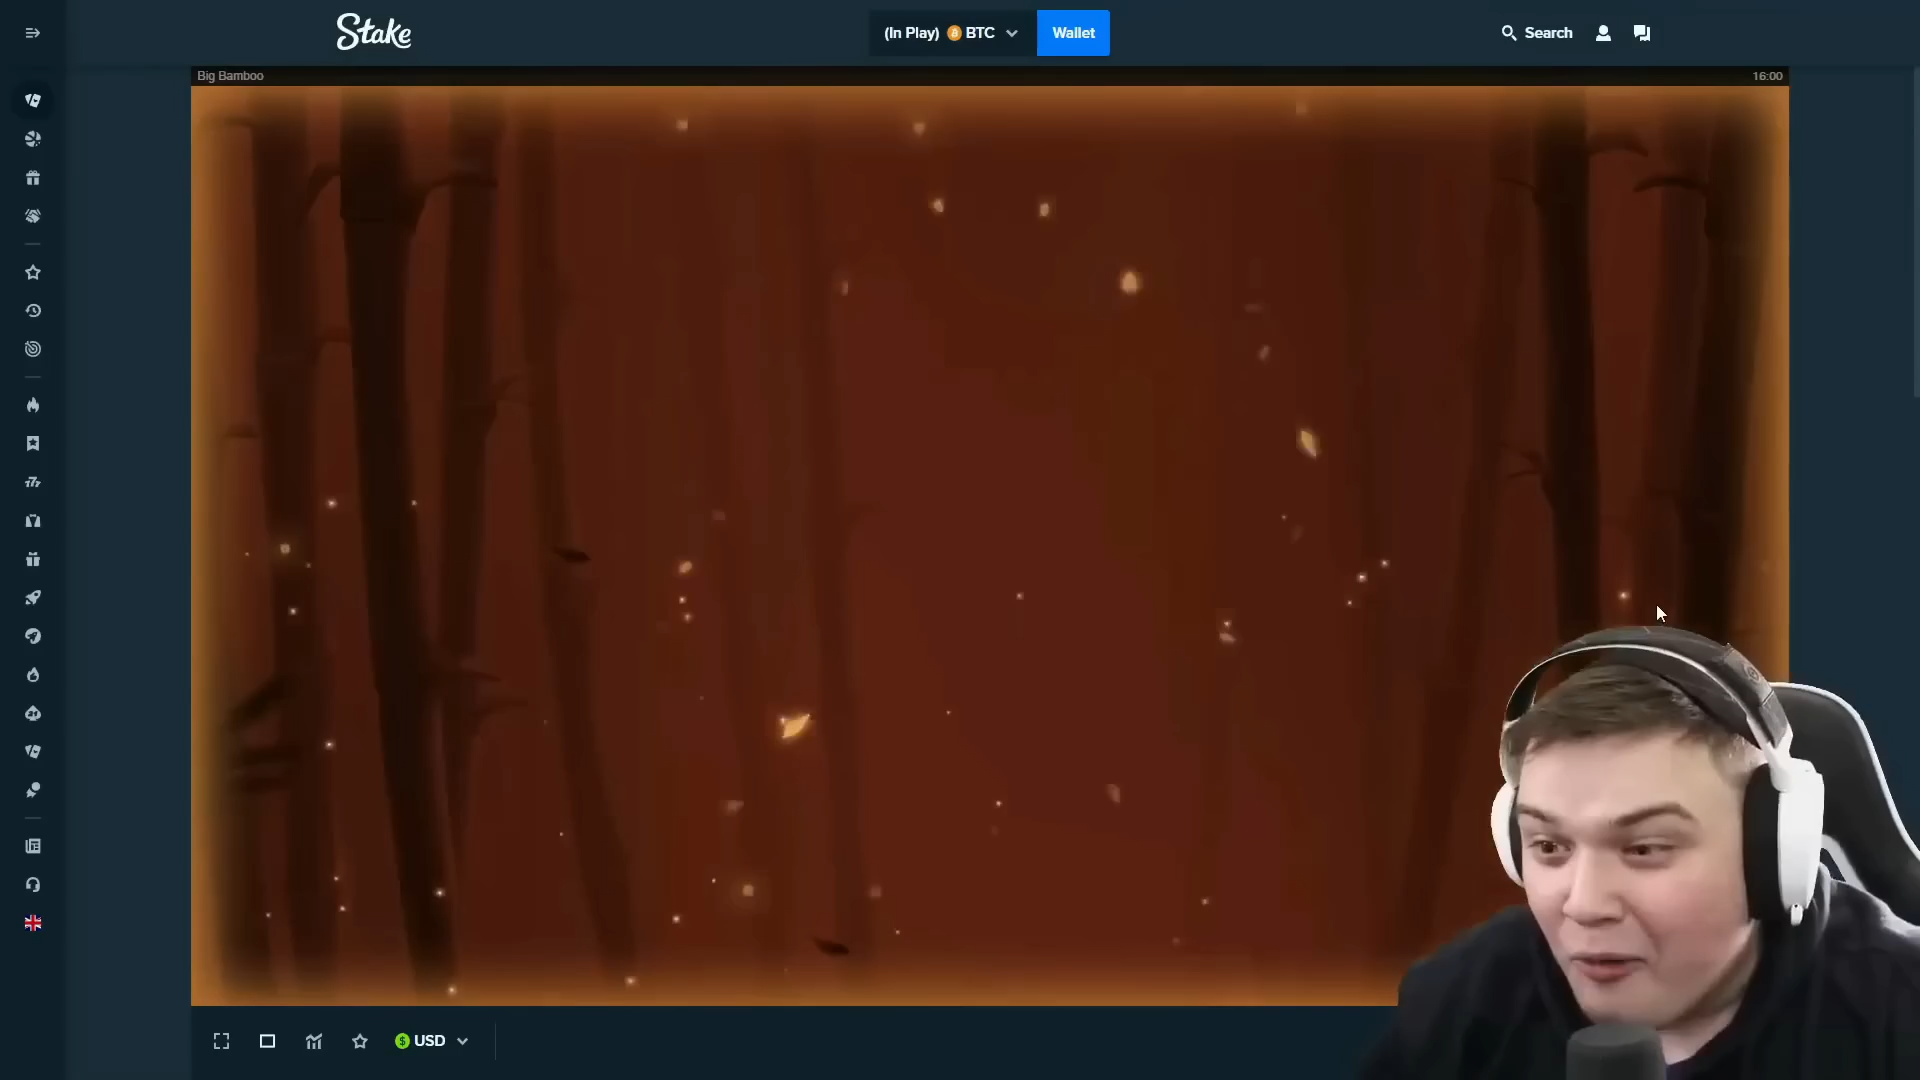 Stake
(In Play) BTC
Wallet
Search
Big Bamboo
16:00
USD